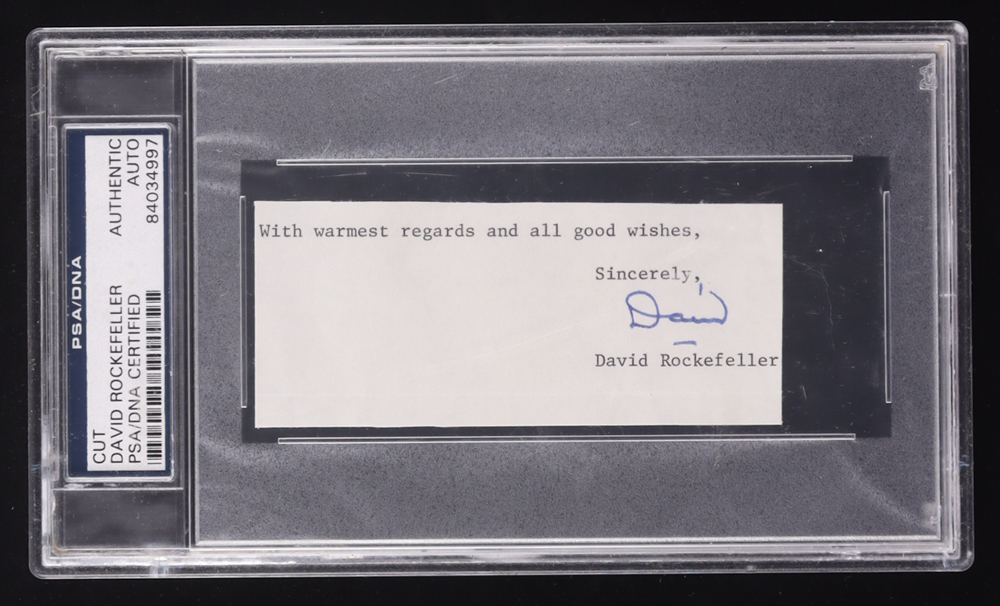 PSA/DNA
CUT
DAVID ROCKEFELLER
PSA/DNA CERTIFIED
AUTHENTIC
AUTO
84034997
With warmest regards and all good wishes,
Sincerely,
David
David Rockefeller